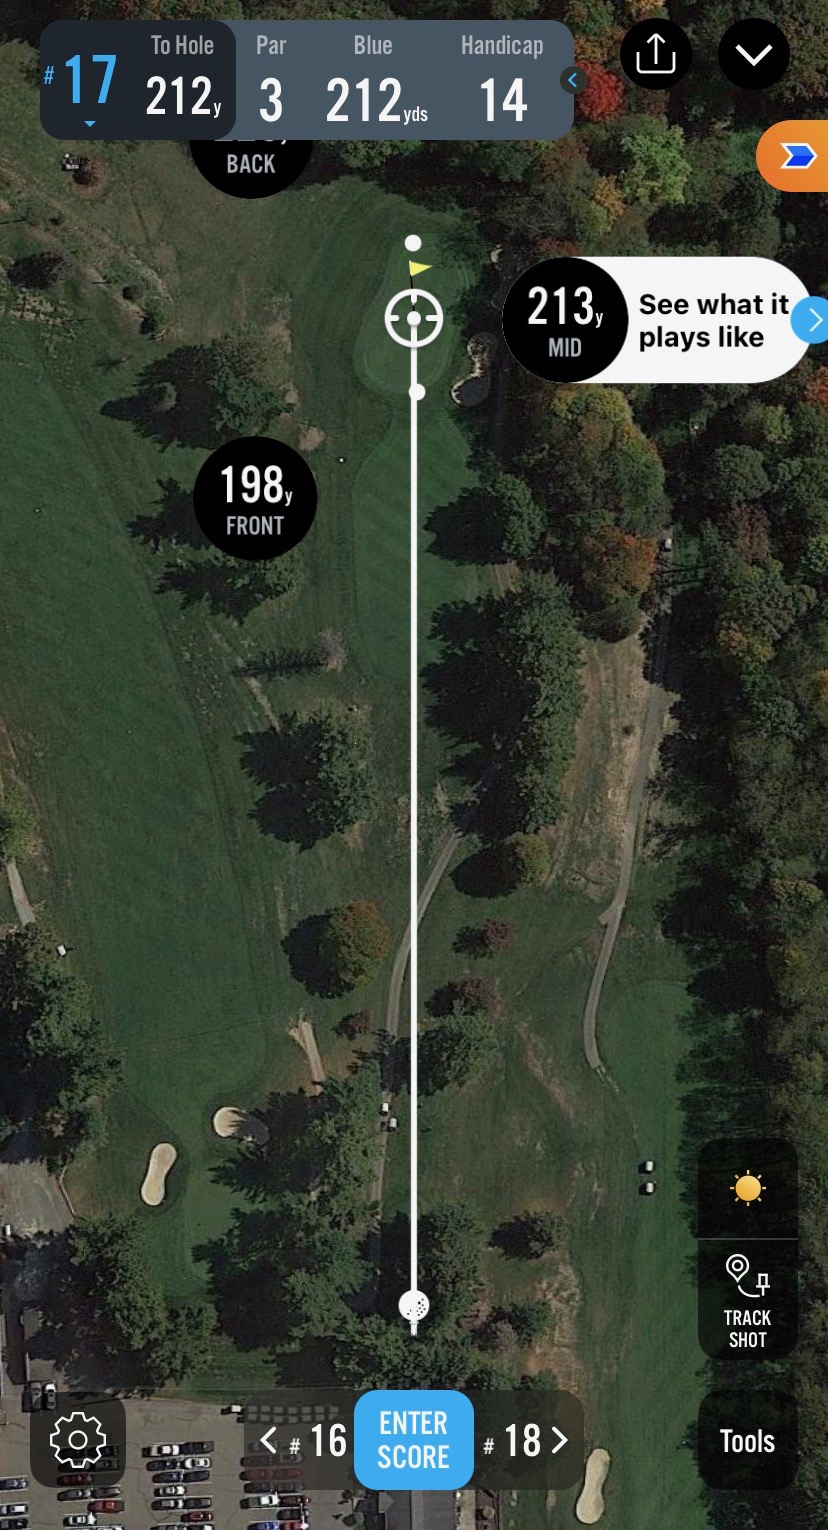 # 17
To Hole
212y
Par
3
Blue
212yds
Handicap
14
BACK
213y
MID
See what it
plays like
198y
FRONT
TRACK
SHOT
< # 16
ENTER
SCORE
# 18 >
Tools